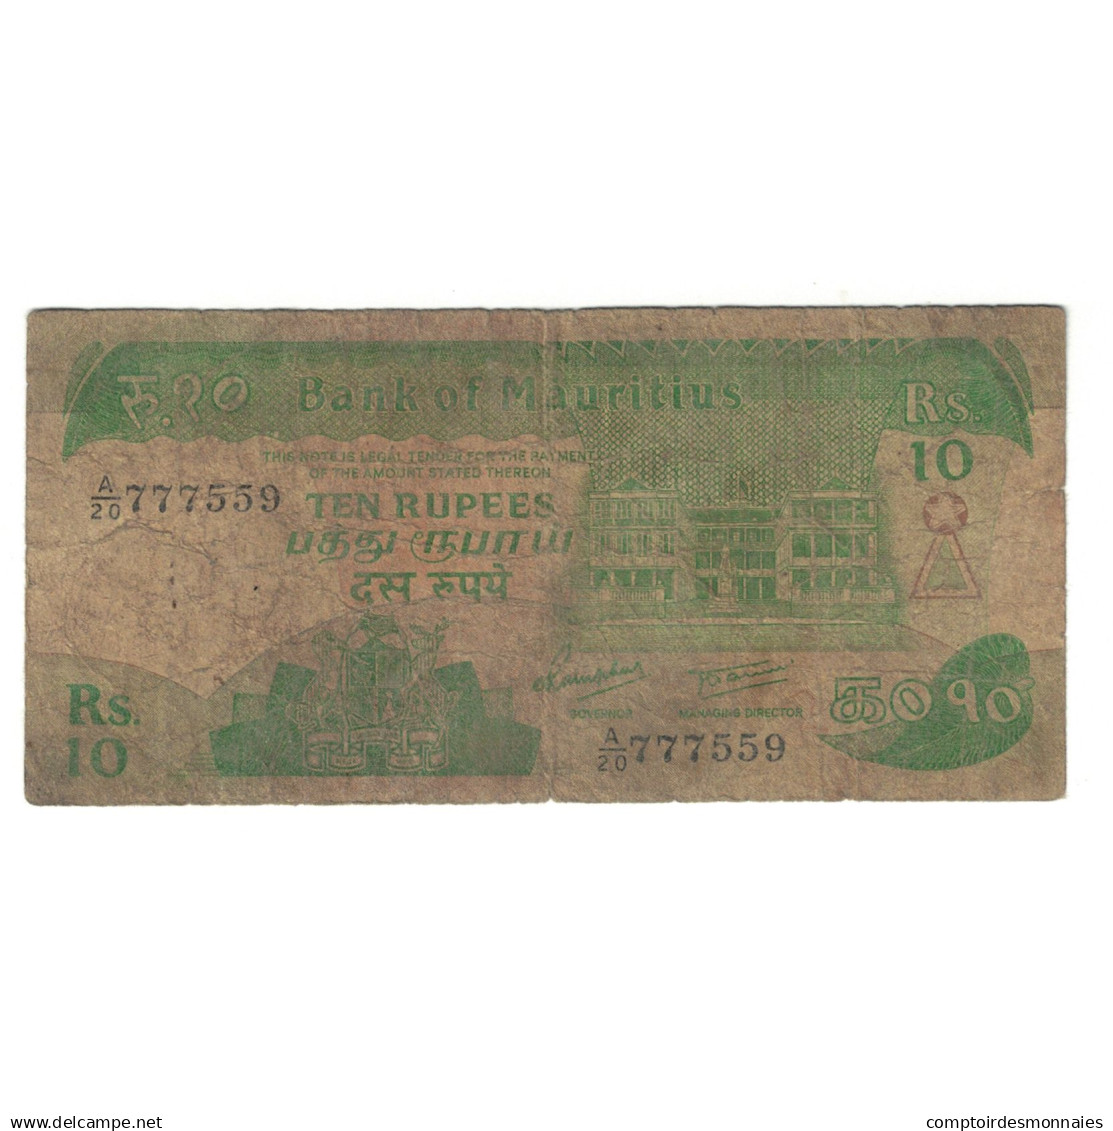 रु.१०
Bank of Mauritius
Rs.
10
THIS NOTE IS LEGAL TENDER FOR THE PAYMENT
OF THE AMOUNT STATED THEREON
A/20 777559
TEN RUPEES
பத்து ரூபாய்
दस रुपये
Rs.
10
GOVERNOR
MANAGING DIRECTOR
A/20 777559
delcampe.net
comptoirdesmonnaies